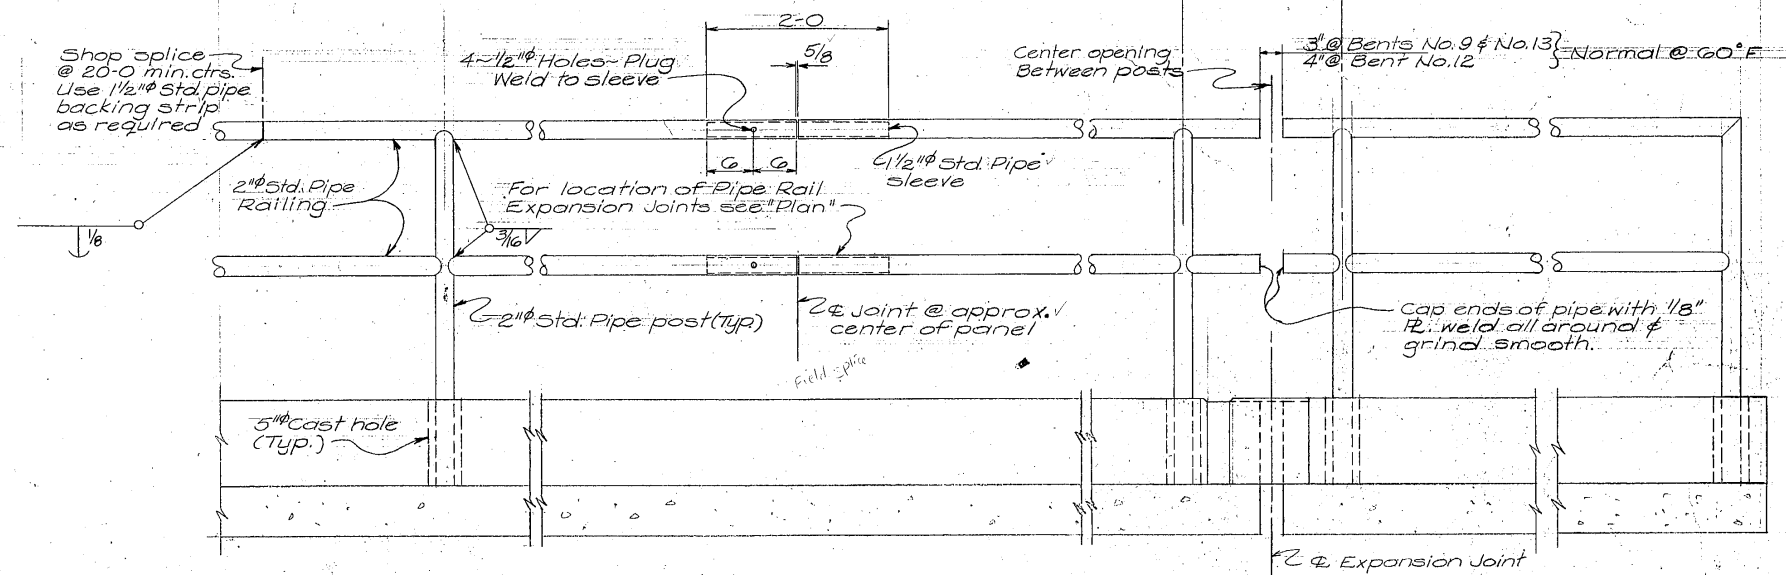 2-0
Shop splice
@ 20-0 min. ctrs.
Use 1 1/2"ϕ Std. pipe
backing strip
as required
4~1/2"ϕ Holes~Plug
Weld to sleeve
5/8
Center opening
Between posts
3"@ Bents No. 9 & No. 13
4"@ Bent No. 12
Normal @ 60°F
6
6
1 1/2"ϕ Std. Pipe
sleeve
2"ϕ Std. Pipe
Railing
For location of Pipe Rail
Expansion Joints see "Plan"
1/8
3/16
2"ϕ Std. Pipe post (Typ.)
℄ Joint @ approx.
center of panel
Cap ends of pipe with 1/8"
PL. weld all around &
grind smooth.
Field splice
5"ϕ Cast hole
(Typ.)
℄ Expansion Joint